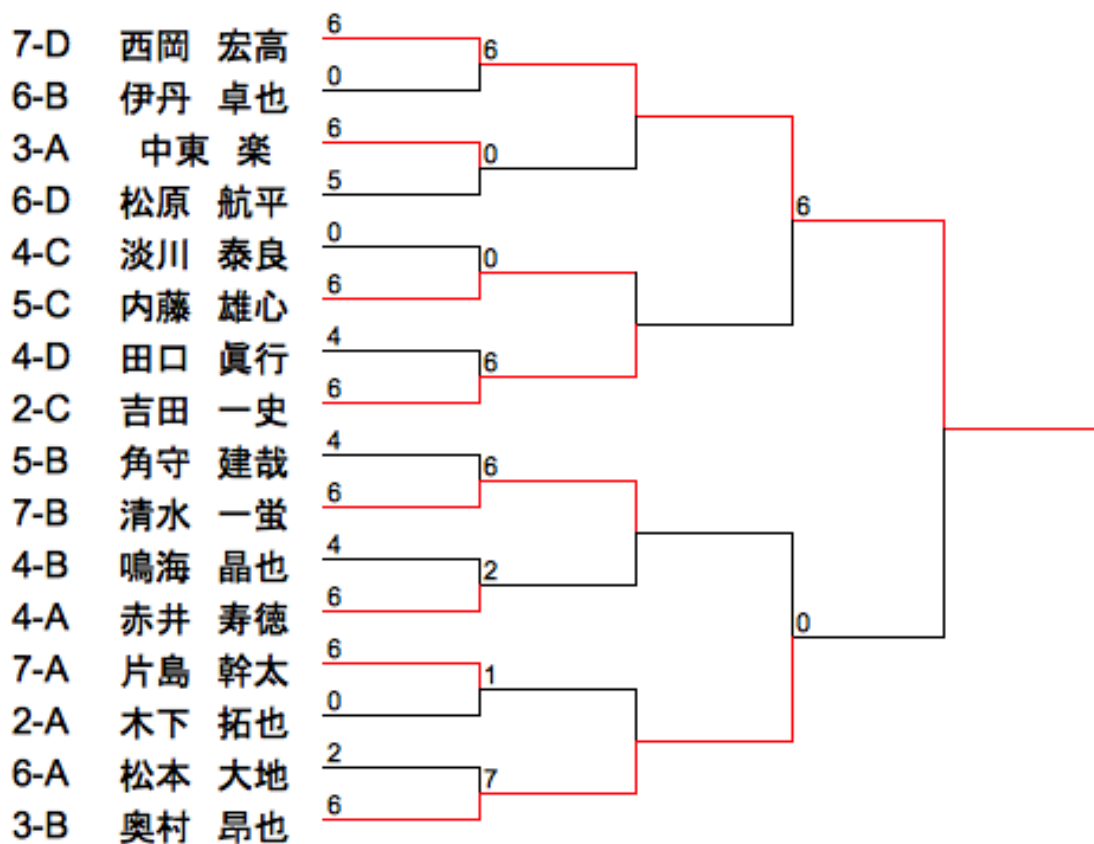 7-D 西岡 宏高 6
6
6-B 伊丹 卓也 0
3-A 中東 楽 6
0
6-D 松原 航平 5
6
4-C 淡川 泰良 0
0
5-C 内藤 雄心 6
4-D 田口 眞行 4
6
2-C 吉田 一史 6
5-B 角守 建哉 4
6
7-B 清水 一蛍 6
4-B 鳴海 晶也 4
2
4-A 赤井 寿徳 6
0
7-A 片島 幹太 6
1
2-A 木下 拓也 0
6-A 松本 大地 2
7
3-B 奥村 昂也 6